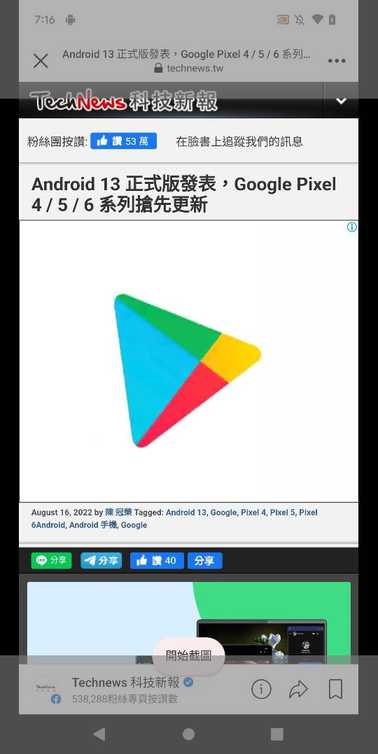 7:16
Android 13 正式版發表，Google Pixel 4 / 5 / 6 系列...
technews.tw
TechNews 科技新報
粉絲團按讚: 讚 53 萬 在臉書上追蹤我們的訊息
Android 13 正式版發表，Google Pixel
4 / 5 / 6 系列搶先更新
August 16, 2022 by 陳 冠榮 Tagged: Android 13, Google, Pixel 4, Pixel 5, Pixel
6Android, Android 手機, Google
分享 分享 讚 40 分享
開始截圖
Technews 科技新報
538,288粉絲專頁按讚數